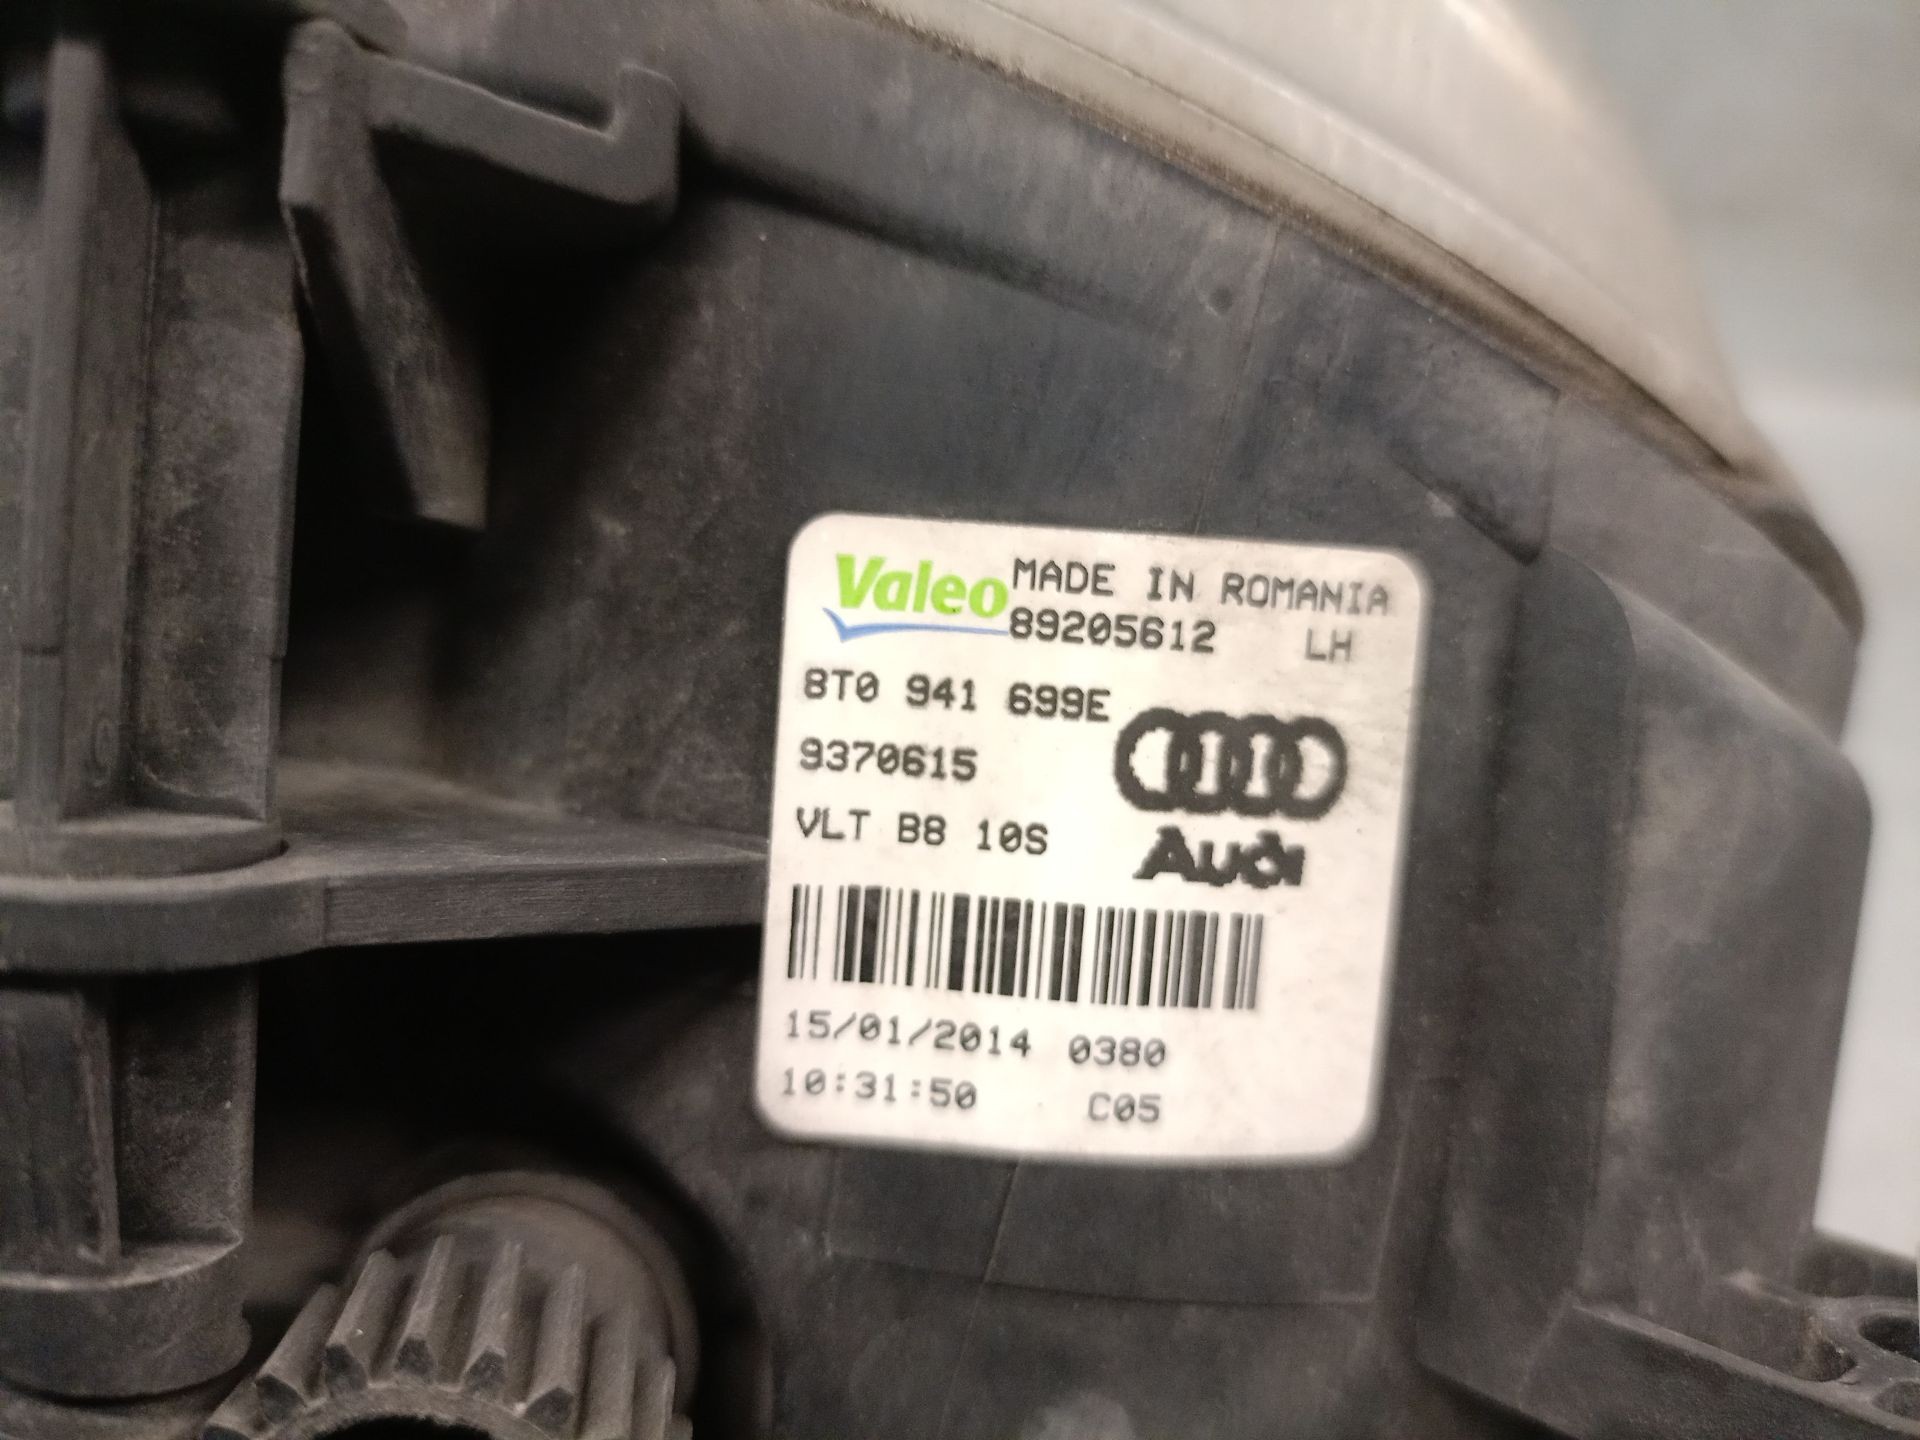 Valeo MADE IN ROMANIA
89205612 LH
8T0 941 699E
9370615
VLT B8 10S
Audi
15/01/2014 0380
10:31:50 C05